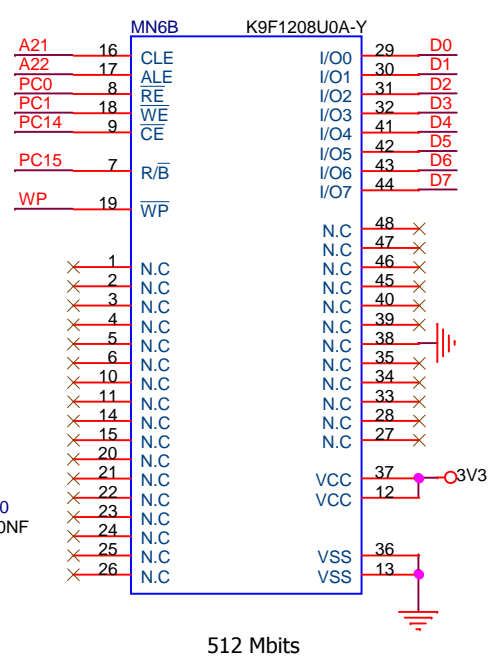 MN6B K9F1208U0A-Y
A21 16 CLE I/O0 29 D0
A22 17 ALE I/O1 30 D1
PC0 8 RE I/O2 31 D2
PC1 18 WE I/O3 32 D3
PC14 9 CE I/O4 41 D4
I/O5 42 D5
PC15 7 R/B I/O6 43 D6
I/O7 44 D7
WP 19 WP
N.C 48
N.C 47
1 N.C N.C 46
2 N.C N.C 45
3 N.C N.C 40
4 N.C N.C 39
5 N.C N.C 38
6 N.C N.C 35
10 N.C N.C 34
11 N.C N.C 33
14 N.C N.C 28
15 N.C N.C 27
20 N.C
21 N.C VCC 37 3V3
22 N.C VCC 12
0
23 N.C
NF
24 N.C
25 N.C VSS 36
26 N.C VSS 13
512 Mbits